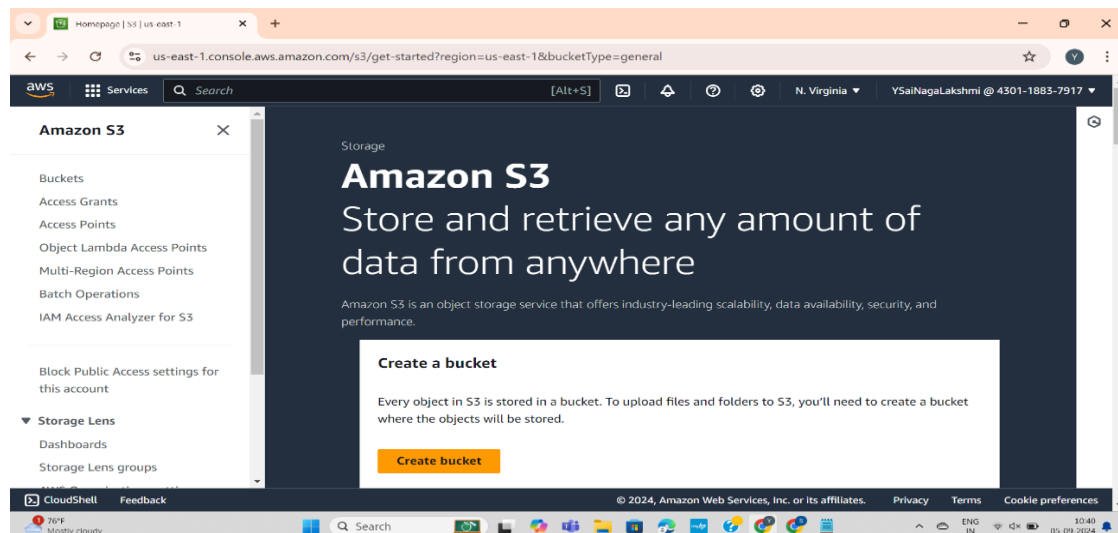 Homepage | S3 | us-east-1
us-east-1.console.aws.amazon.com/s3/get-started?region=us-east-1&bucketType=general
Y
aws
Services
Search
[Alt+S]
N. Virginia
YSaiNagaLakshmi @ 4301-1883-7917
Amazon S3
Buckets
Access Grants
Access Points
Object Lambda Access Points
Multi-Region Access Points
Batch Operations
IAM Access Analyzer for S3
Block Public Access settings for
this account
Storage Lens
Dashboards
Storage Lens groups
Storage
Amazon S3
Store and retrieve any amount of
data from anywhere
Amazon S3 is an object storage service that offers industry-leading scalability, data availability, security, and
performance.
Create a bucket
Every object in S3 is stored in a bucket. To upload files and folders to S3, you'll need to create a bucket
where the objects will be stored.
Create bucket
CloudShell
Feedback
© 2024, Amazon Web Services, Inc. or its affiliates.
Privacy
Terms
Cookie preferences
76°F
Mostly cloudy
Search
ENG
IN
10:40
05-09-2024